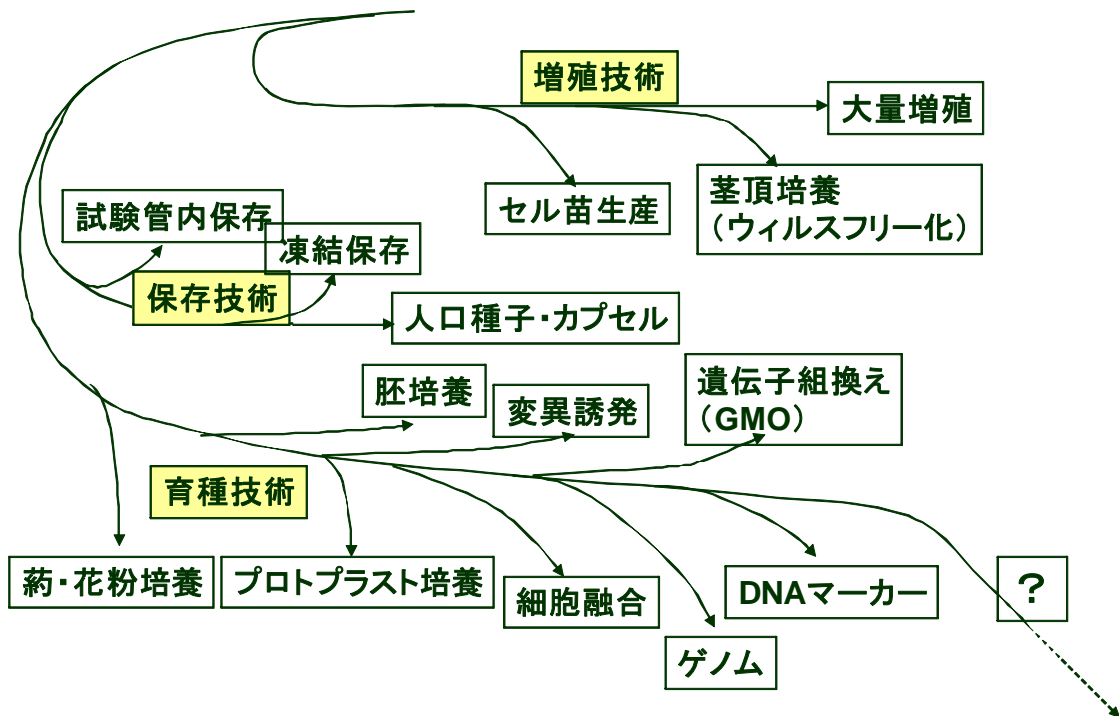 増殖技術
大量増殖
セル苗生産
茎頂培養
（ウィルスフリー化）
試験管内保存
凍結保存
保存技術
人口種子・カプセル
胚培養
変異誘発
遺伝子組換え
（GMO）
育種技術
葯・花粉培養
プロトプラスト培養
細胞融合
ゲノム
DNAマーカー
？